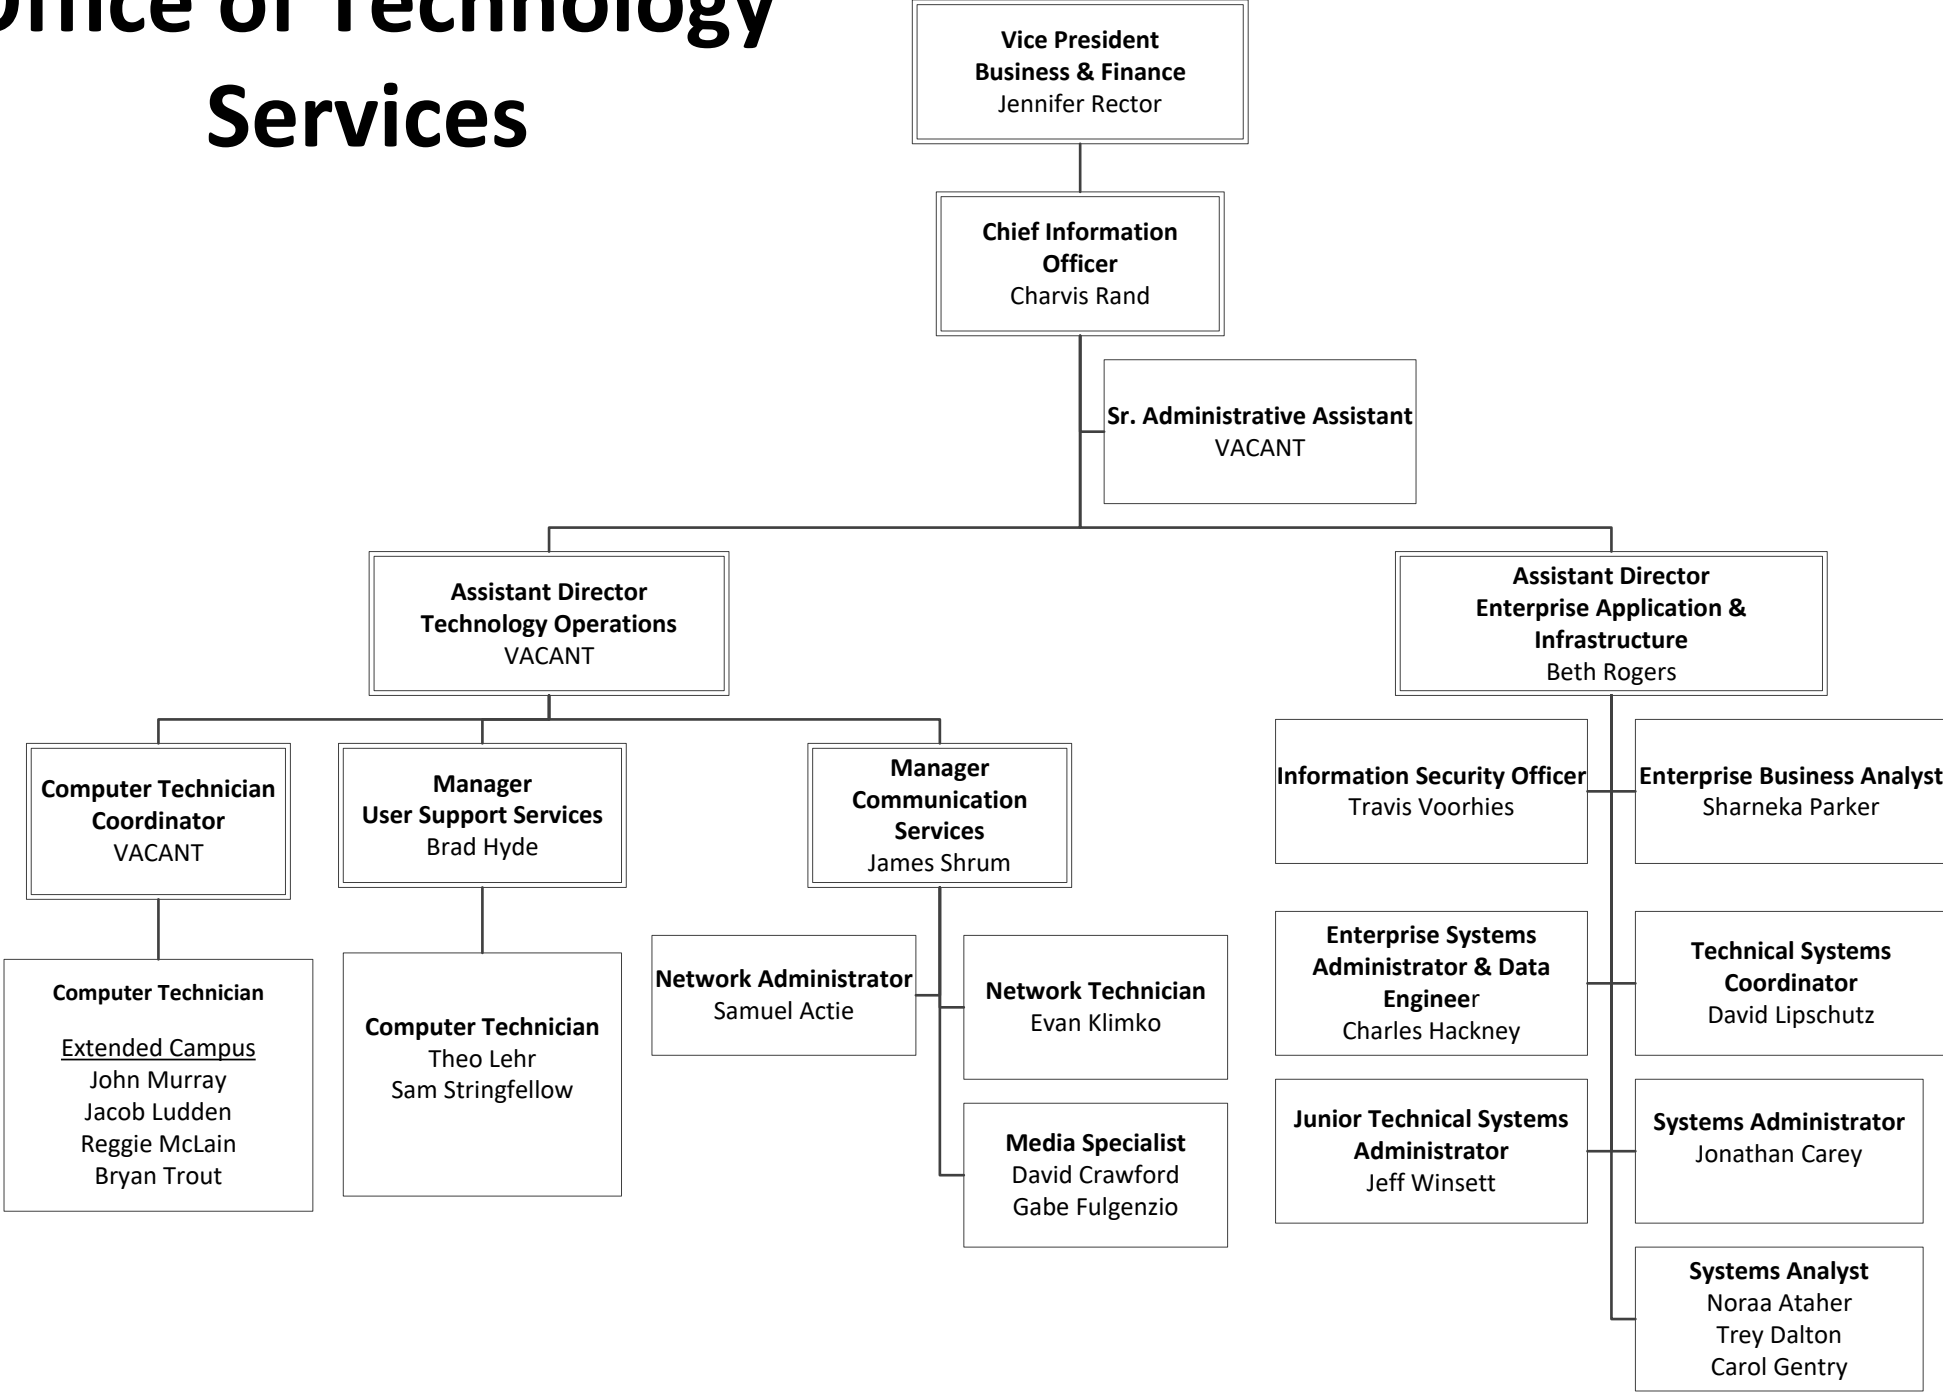 Office of Technology
Services
Vice President
Business & Finance
Jennifer Rector
Chief Information
Officer
Charvis Rand
Sr. Administrative Assistant
VACANT
Assistant Director
Technology Operations
VACANT
Assistant Director
Enterprise Application &
Infrastructure
Beth Rogers
Computer Technician
Coordinator
VACANT
Manager
User Support Services
Brad Hyde
Manager
Communication
Services
James Shrum
Information Security Officer
Travis Voorhies
Enterprise Business Analyst
Sharneka Parker
Computer Technician
Extended Campus
John Murray
Jacob Ludden
Reggie McLain
Bryan Trout
Computer Technician
Theo Lehr
Sam Stringfellow
Network Administrator
Samuel Actie
Network Technician
Evan Klimko
Media Specialist
David Crawford
Gabe Fulgenzio
Enterprise Systems
Administrator & Data
Engineer
Charles Hackney
Technical Systems
Coordinator
David Lipschutz
Junior Technical Systems
Administrator
Jeff Winsett
Systems Administrator
Jonathan Carey
Systems Analyst
Noraa Ataher
Trey Dalton
Carol Gentry